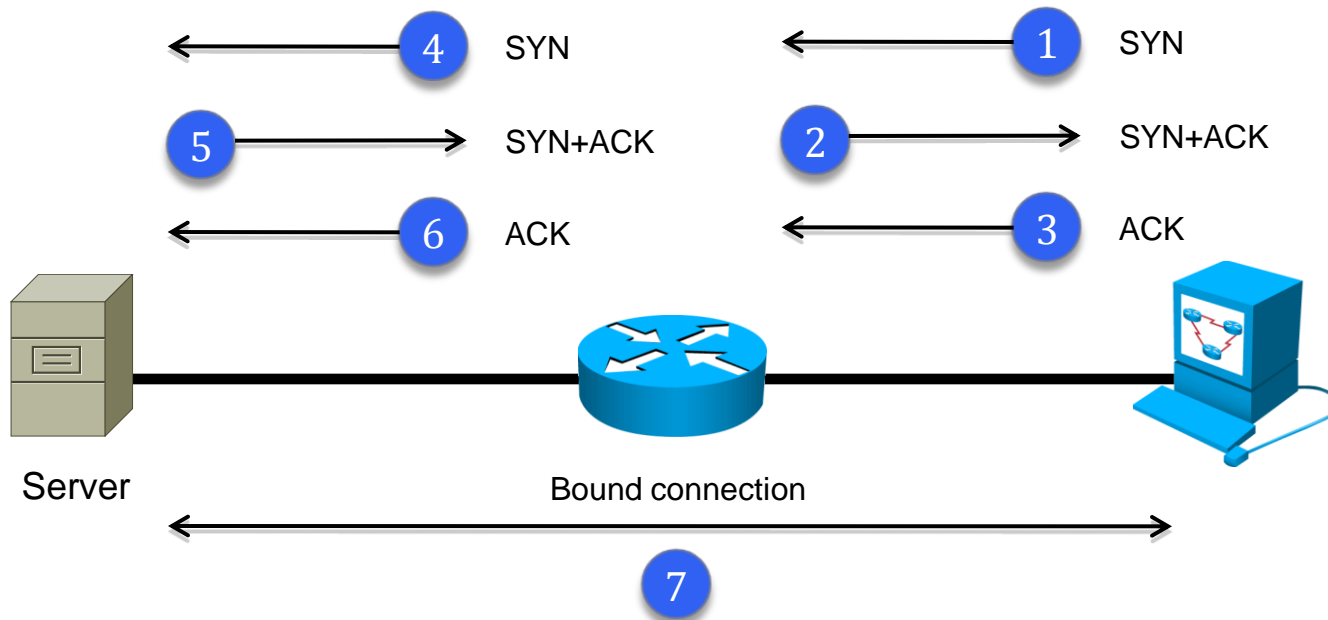 4 SYN 1 SYN
5 SYN+ACK 2 SYN+ACK
6 ACK 3 ACK
Server Bound connection
7